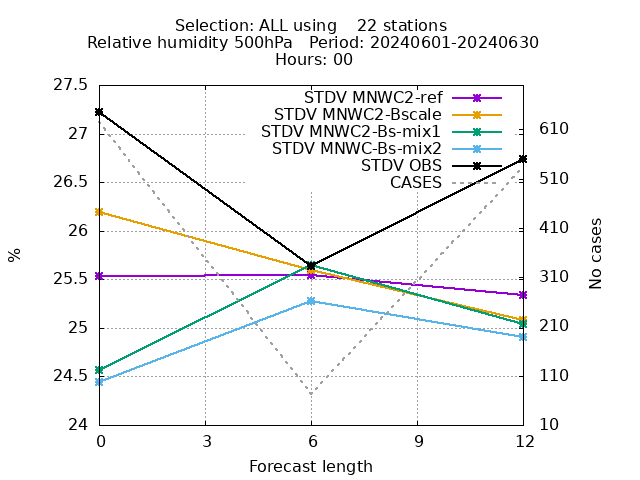 Selection: ALL using    22 stations
Relative humidity 500hPa   Period: 20240601-20240630
Hours: 00
27.5
27
26.5
26
25.5
25
24.5
24
%
STDV MNWC2-ref
STDV MNWC2-Bscale
STDV MNWC2-Bs-mix1
STDV MNWC-Bs-mix2
STDV OBS
CASES
610
510
410
310
210
110
10
No cases
0 3 6 9 12
Forecast length